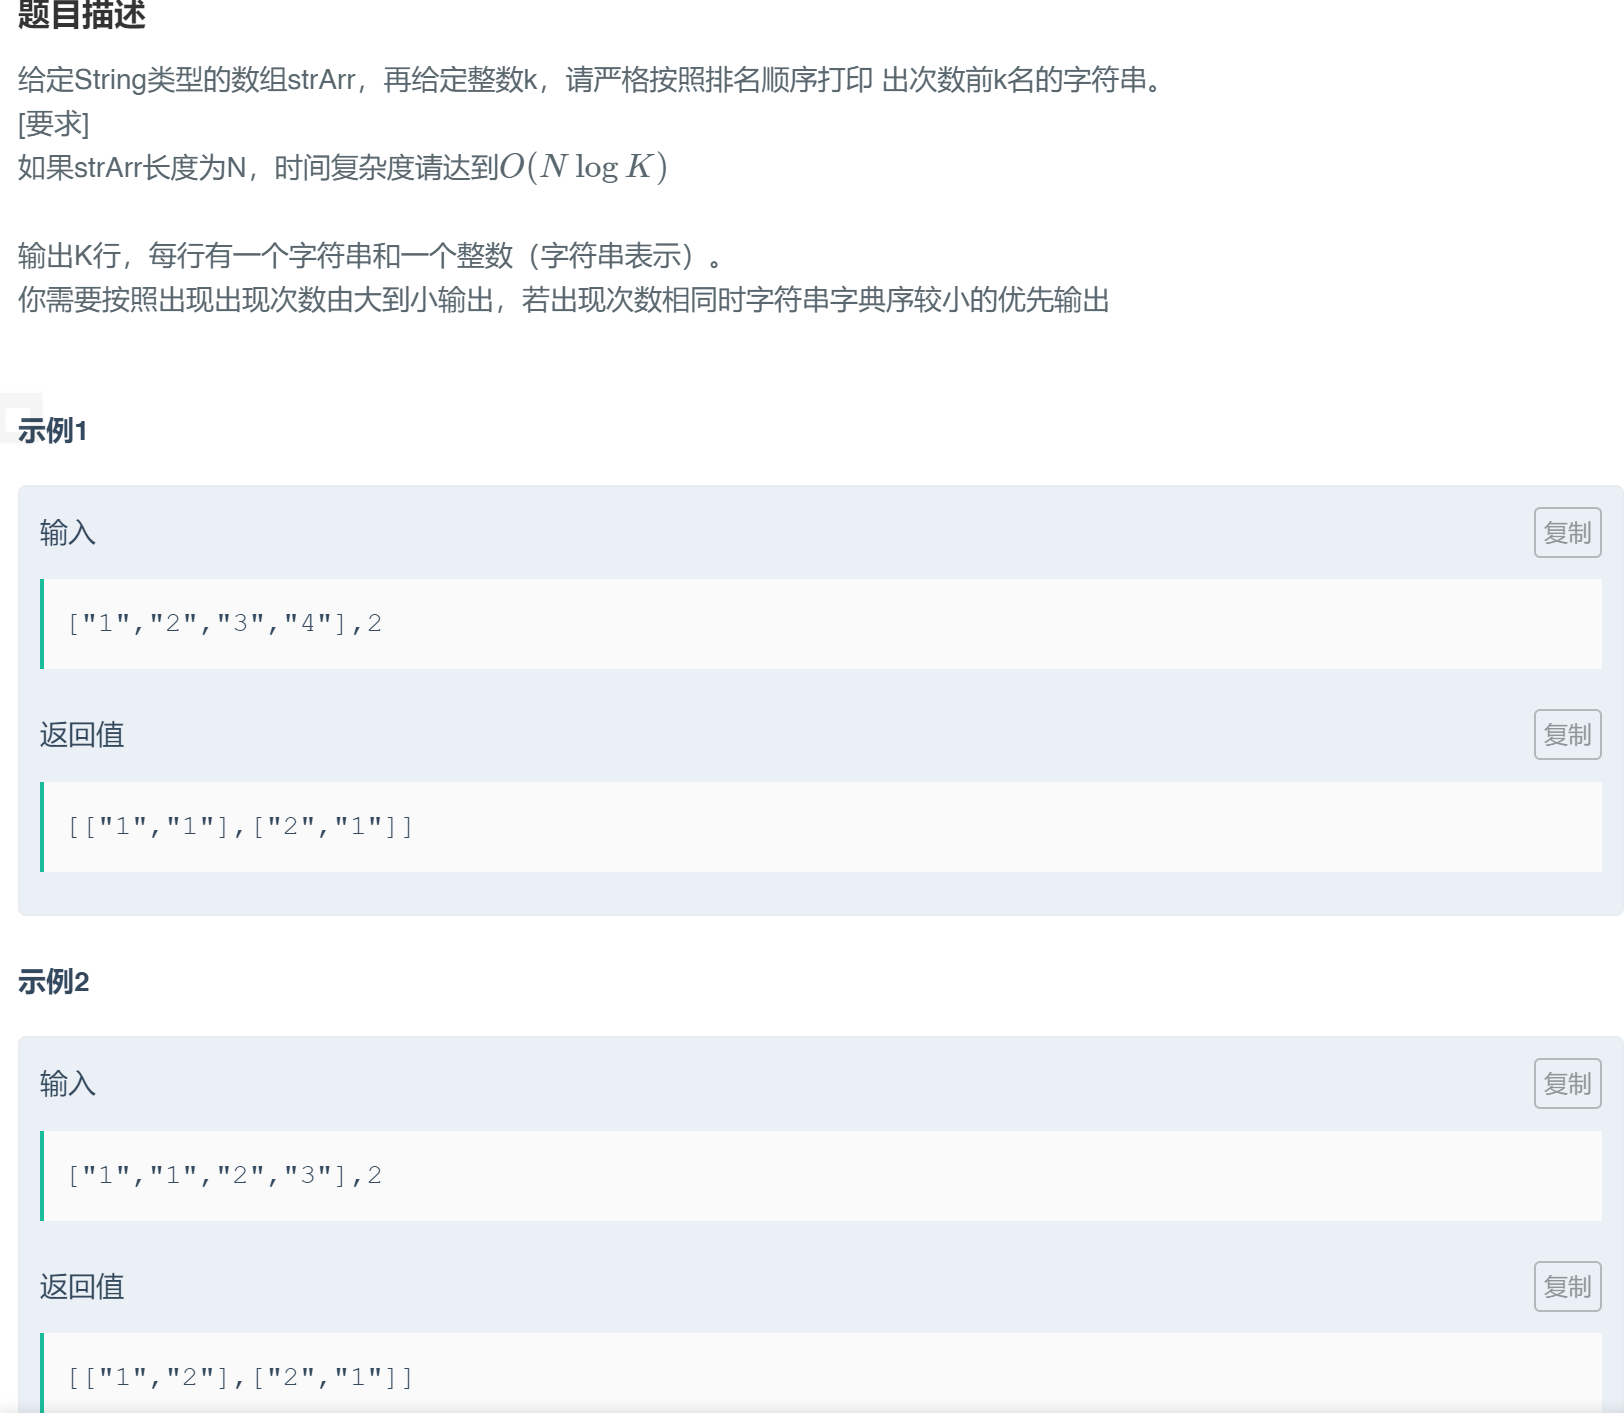 题目描述
给定String类型的数组strArr，再给定整数k，请严格按照排名顺序打印 出次数前k名的字符串。
[要求]
如果strArr长度为N，时间复杂度请达到O(N log K)
输出K行，每行有一个字符串和一个整数（字符串表示）。
你需要按照出现出现次数由大到小输出，若出现次数相同时字符串字典序较小的优先输出
示例1
输入
复制
["1","2","3","4"],2
返回值
复制
[["1","1"],["2","1"]]
示例2
输入
复制
["1","1","2","3"],2
返回值
复制
[["1","2"],["2","1"]]